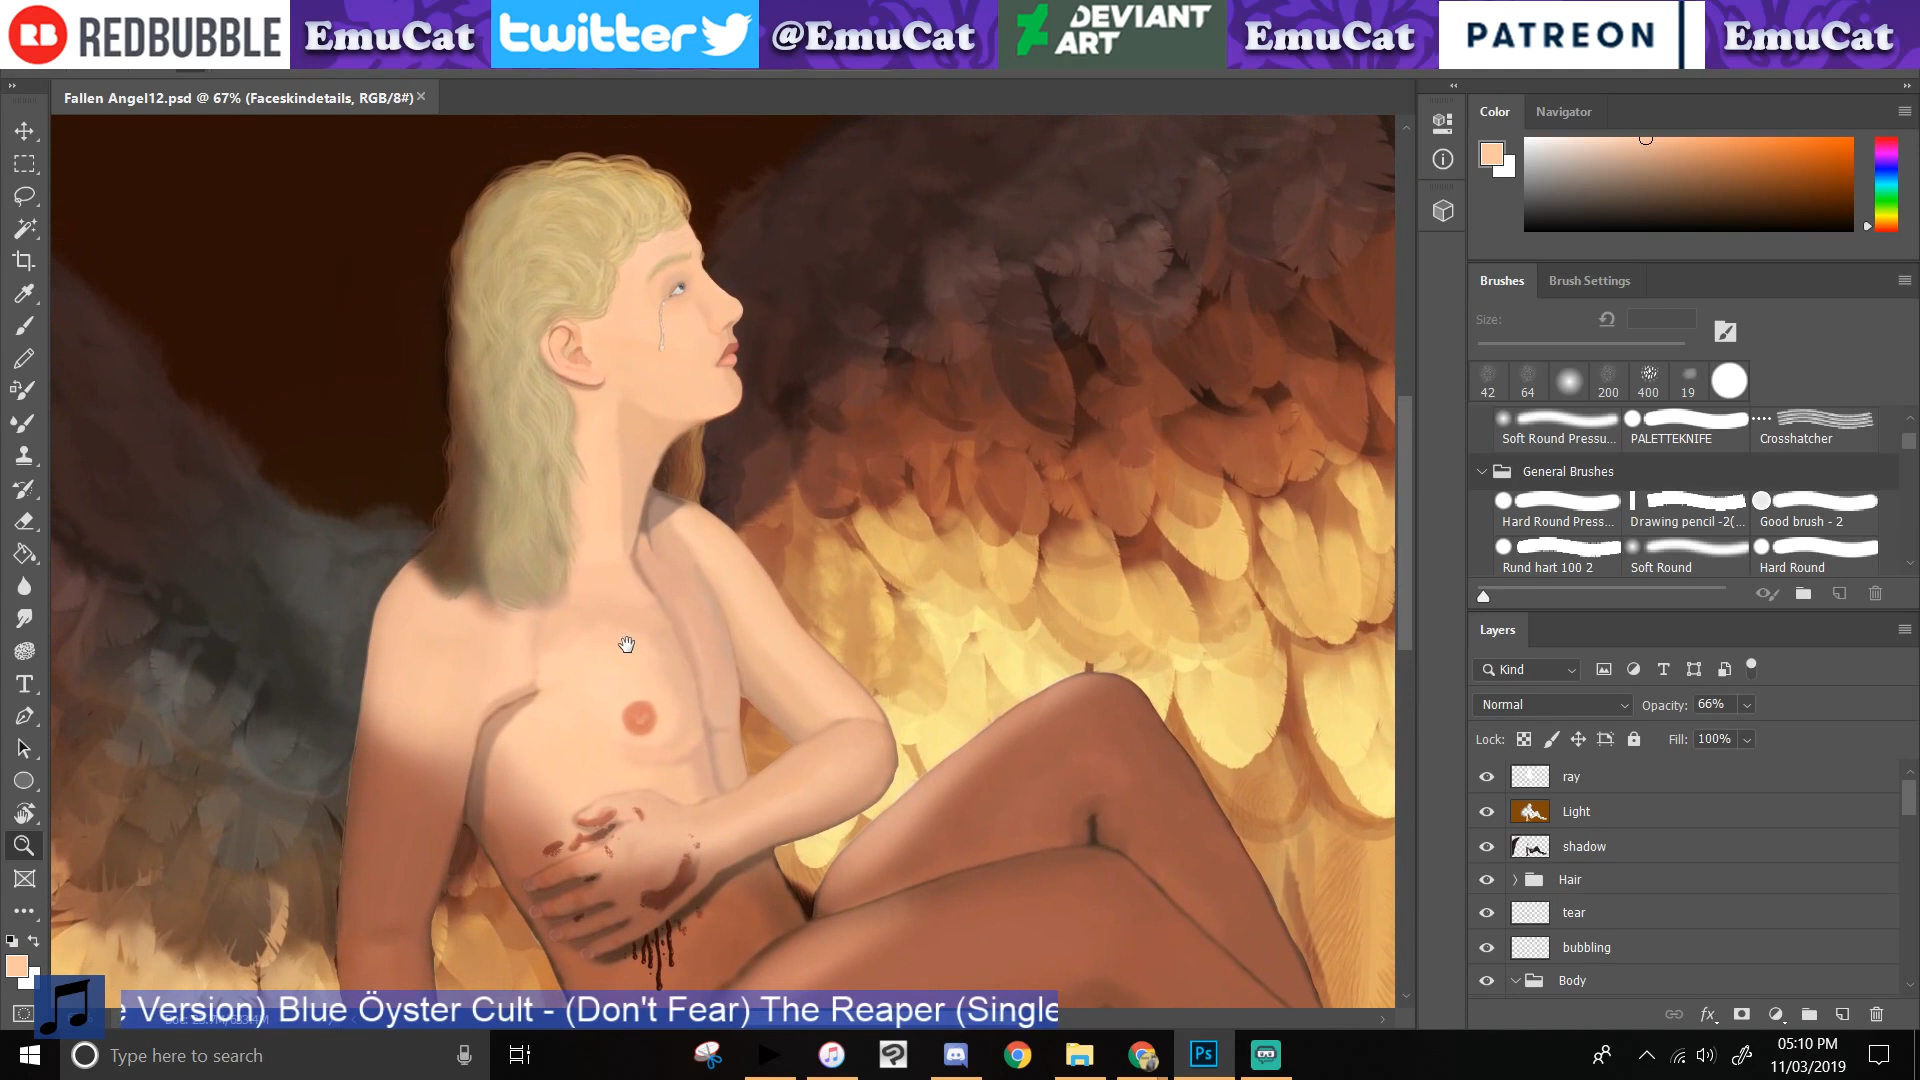 REDBUBBLE EmuCat twitter @EmuCat DEVIANT ART EmuCat PATREON EmuCat
Fallen Angel12.psd @ 67% (Faceskindetails, RGB/8#)
Color Navigator
Brushes Brush Settings
Size:
42 64 200 400 19
Soft Round Pressu... PALETTEKNIFE Crosshatcher
General Brushes
Hard Round Press... Drawing pencil -2(... Good brush - 2
Rund hart 100 2 Soft Round Hard Round
Layers
Kind
Normal Opacity: 66%
Lock: Fill: 100%
ray
Light
shadow
Hair
tear
bubbling
Body
Version) Blue Öyster Cult - (Don't Fear) The Reaper (Single
Type here to search
Ps
05:10 PM
11/03/2019